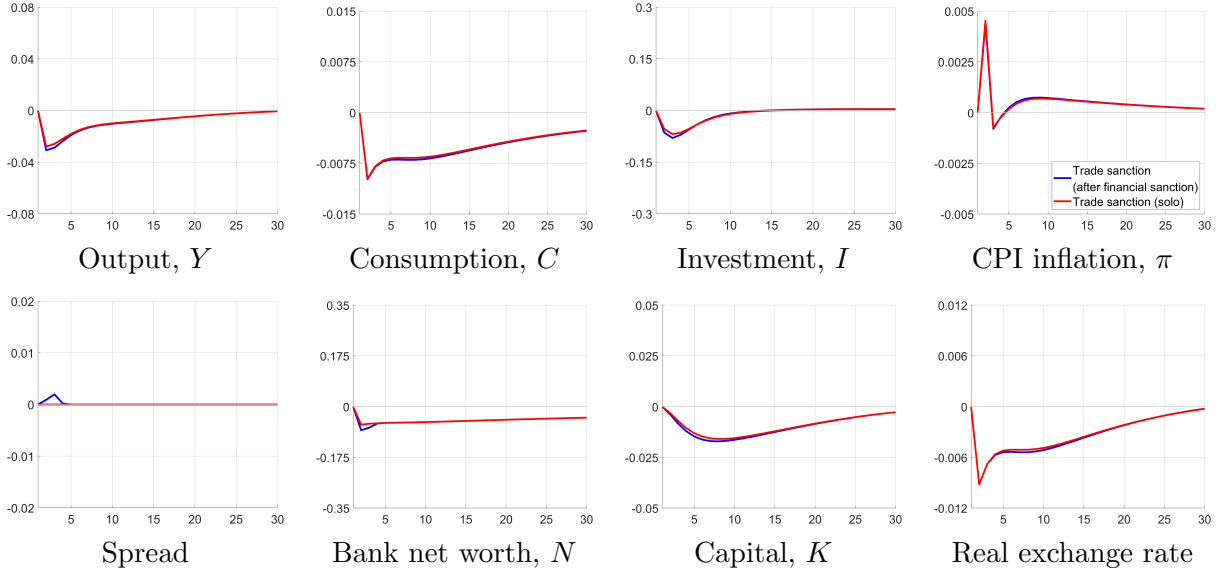 0.08
0.04
0
-0.04
-0.08
5 10 15 20 25 30
Output, Y
0.015
0.0075
0
-0.0075
-0.015
5 10 15 20 25 30
Consumption, C
0.3
0.15
0
-0.15
-0.3
5 10 15 20 25 30
Investment, I
0.005
0.0025
0
-0.0025
-0.005
5 10 15 20 25 30
Trade sanction
(after financial sanction)
Trade sanction (solo)
CPI inflation, π
0.02
0.01
0
-0.01
-0.02
5 10 15 20 25 30
Spread
0.35
0.175
0
-0.175
-0.35
5 10 15 20 25 30
Bank net worth, N
0.05
0.025
0
-0.025
-0.05
5 10 15 20 25 30
Capital, K
0.012
0.006
0
-0.006
-0.012
5 10 15 20 25 30
Real exchange rate